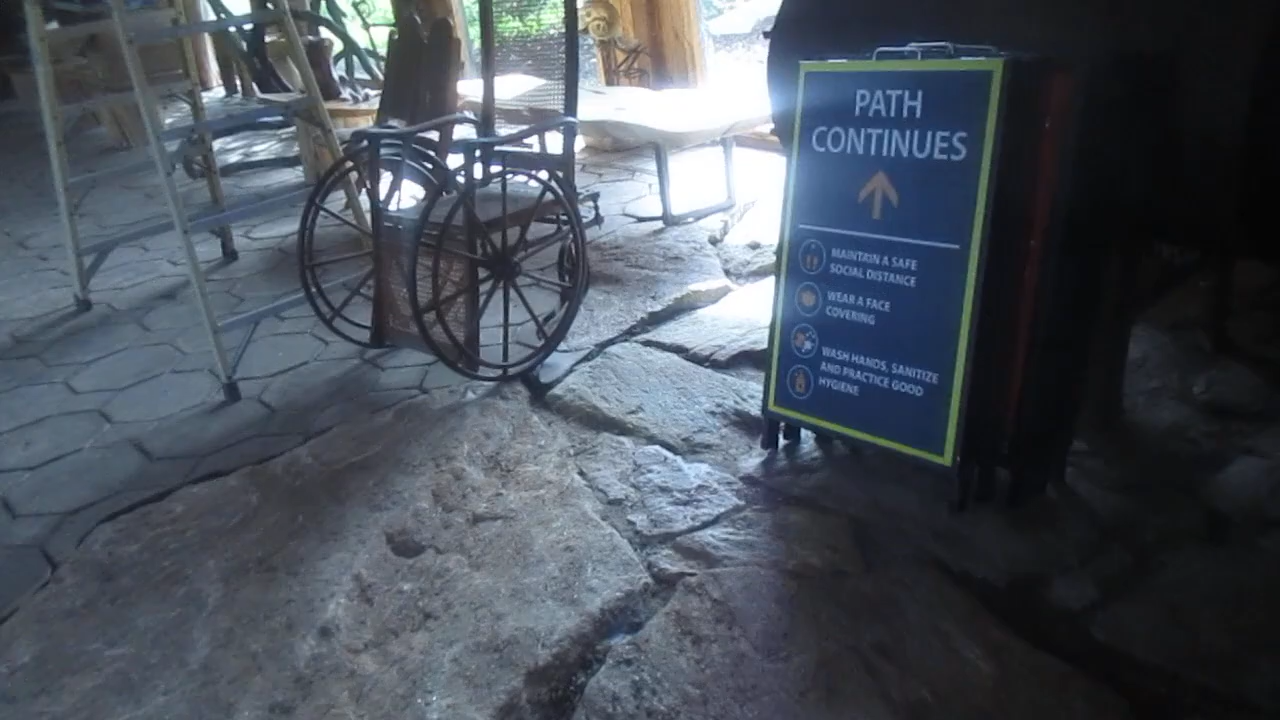 PATH
CONTINUES
MAINTAIN A SAFE
SOCIAL DISTANCE
WEAR A FACE
COVERING
WASH HANDS, SANITIZE
AND PRACTICE GOOD
HYGIENE